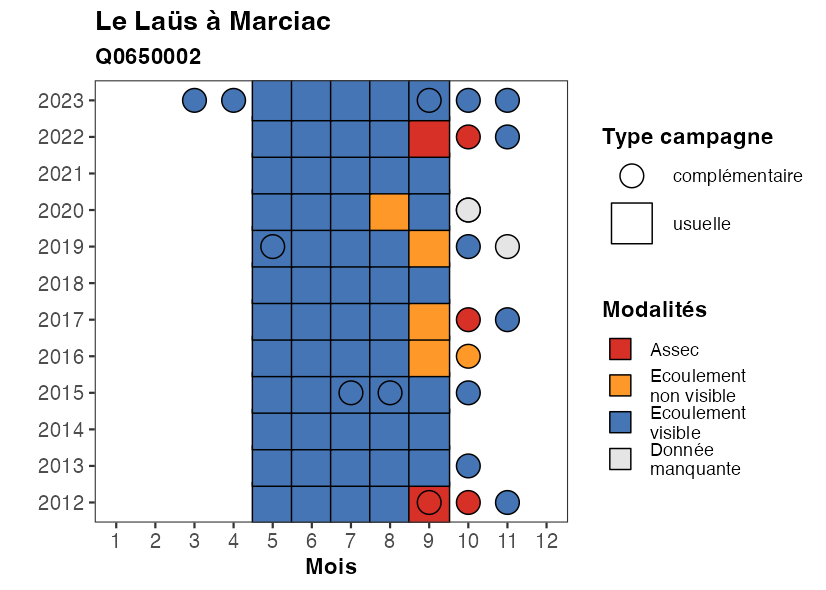 Le Laüs à Marciac
Q0650002
2023
2022
2021
2020
2019
2018
2017
2016
2015
2014
2013
2012
1 2 3 4 5 6 7 8 9 10 11 12
Mois
Type campagne
complémentaire
usuelle
Modalités
Assec
Ecoulement
non visible
Ecoulement
visible
Donnée
manquante